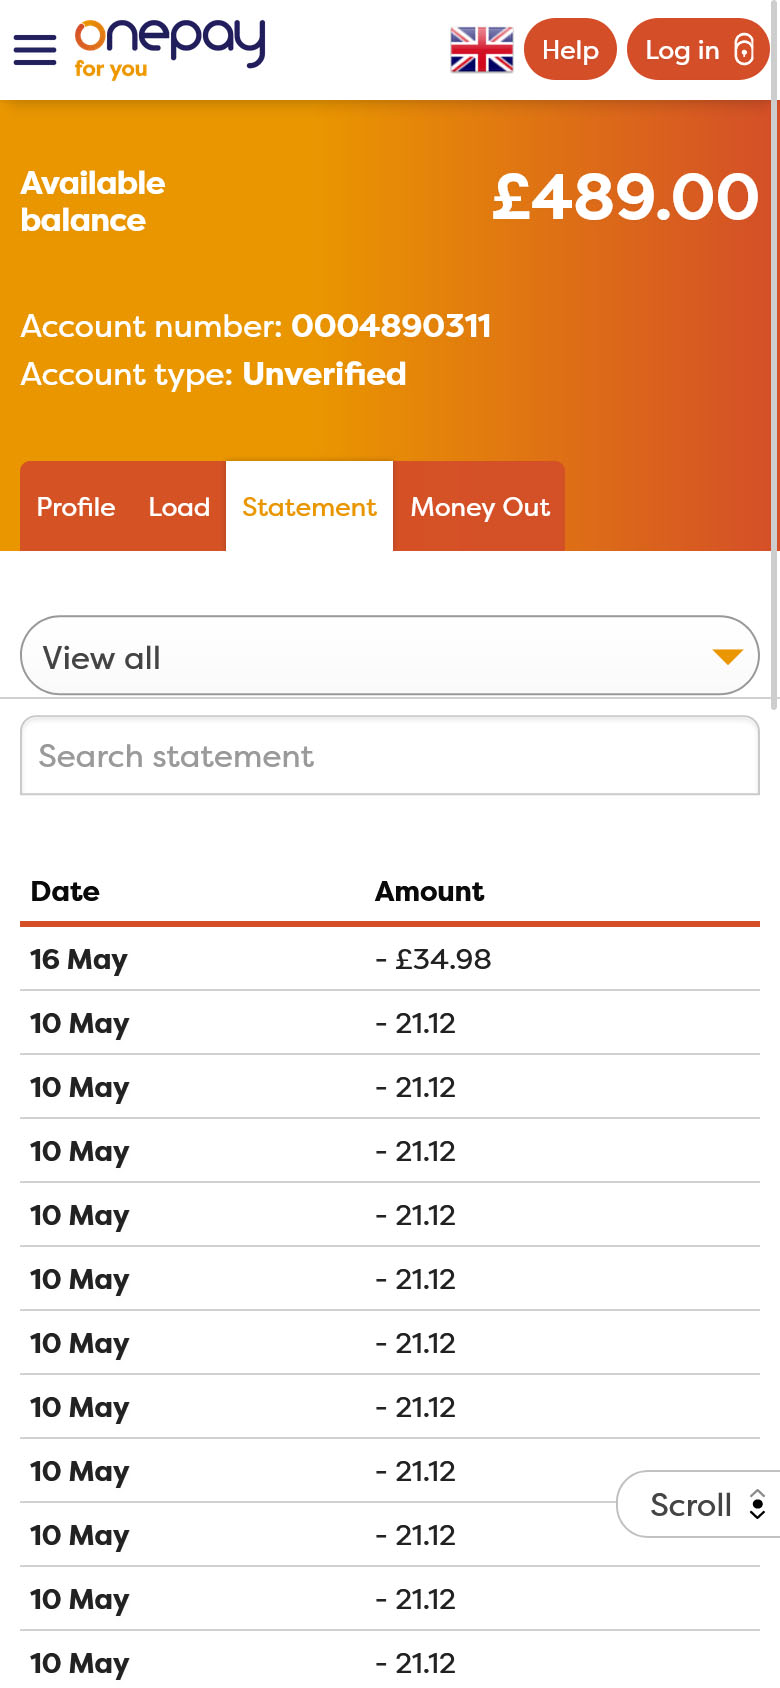 onepay
for you
Help
Log in
Available
balance
£489.00
Account number: 0004890311
Account type: Unverified
Profile Load Statement Money Out
View all
Search statement
Date Amount
16 May - £34.98
10 May - 21.12
10 May - 21.12
10 May - 21.12
10 May - 21.12
10 May - 21.12
10 May - 21.12
10 May - 21.12
10 May - 21.12
Scroll
10 May - 21.12
10 May - 21.12
10 May - 21.12